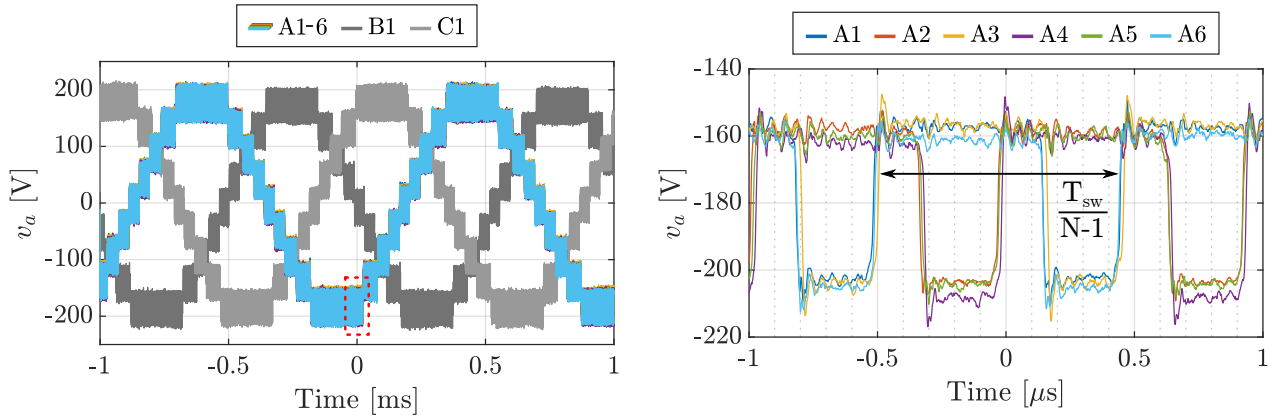 A1-6 B1 C1
200
100
0
-100
-200
v_a [V]
-1 -0.5 0 0.5 1
Time [ms]
A1 A2 A3 A4 A5 A6
-140
-160
-180
-200
-220
v_a [V]
T_sw
N-1
-1 -0.5 0 0.5 1
Time [μs]